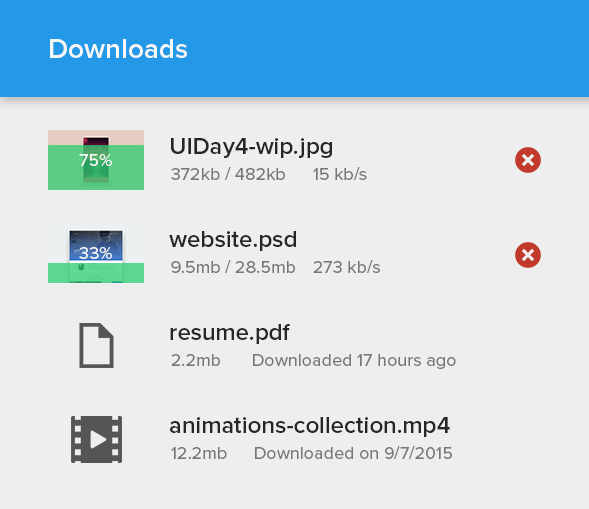 Downloads
75%
UIDay4-wip.jpg
372kb / 482kb 15 kb/s
33%
website.psd
9.5mb / 28.5mb 273 kb/s
resume.pdf
2.2mb Downloaded 17 hours ago
animations-collection.mp4
12.2mb Downloaded on 9/7/2015